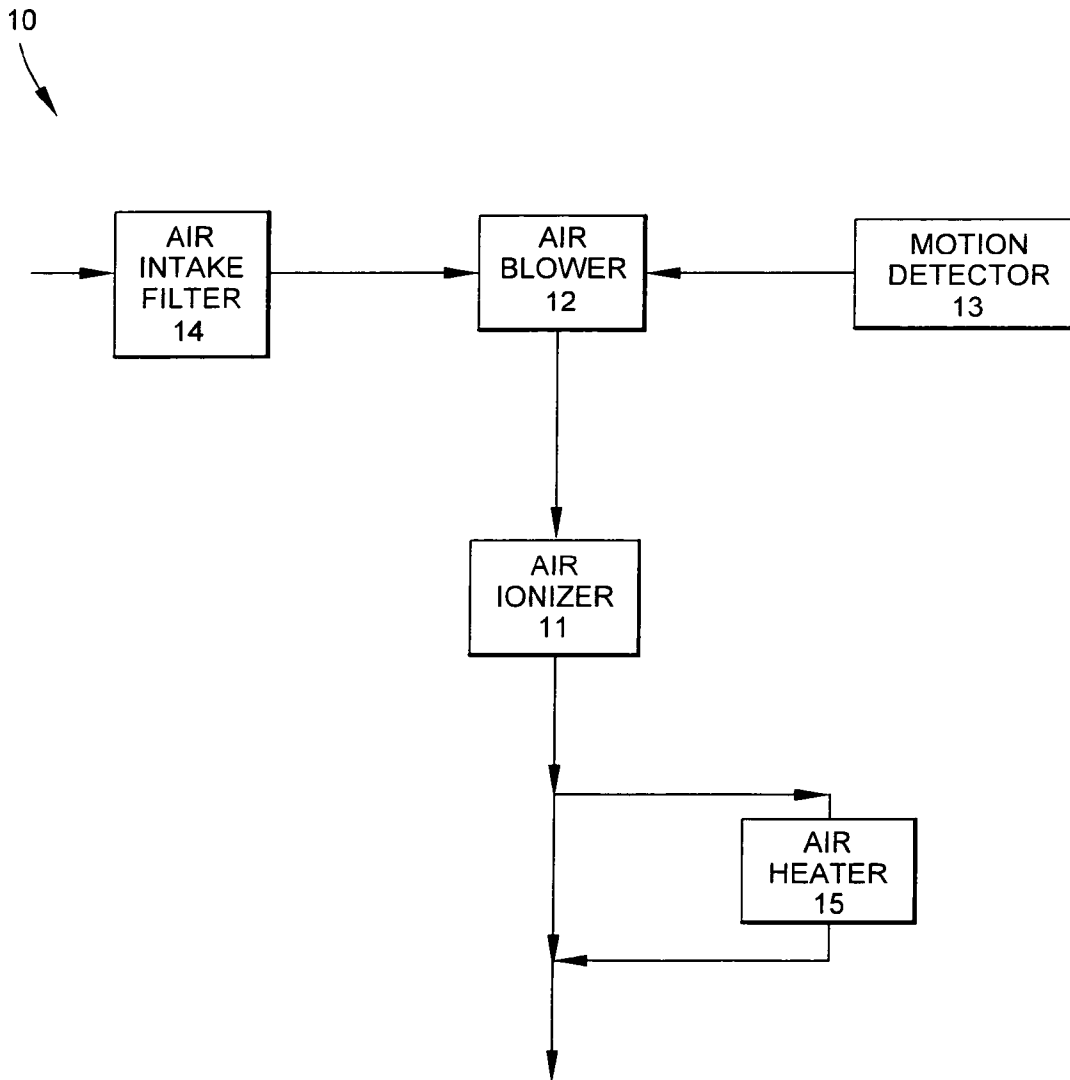 10
AIR
INTAKE
FILTER
14
AIR
BLOWER
12
MOTION
DETECTOR
13
AIR
IONIZER
11
AIR
HEATER
15